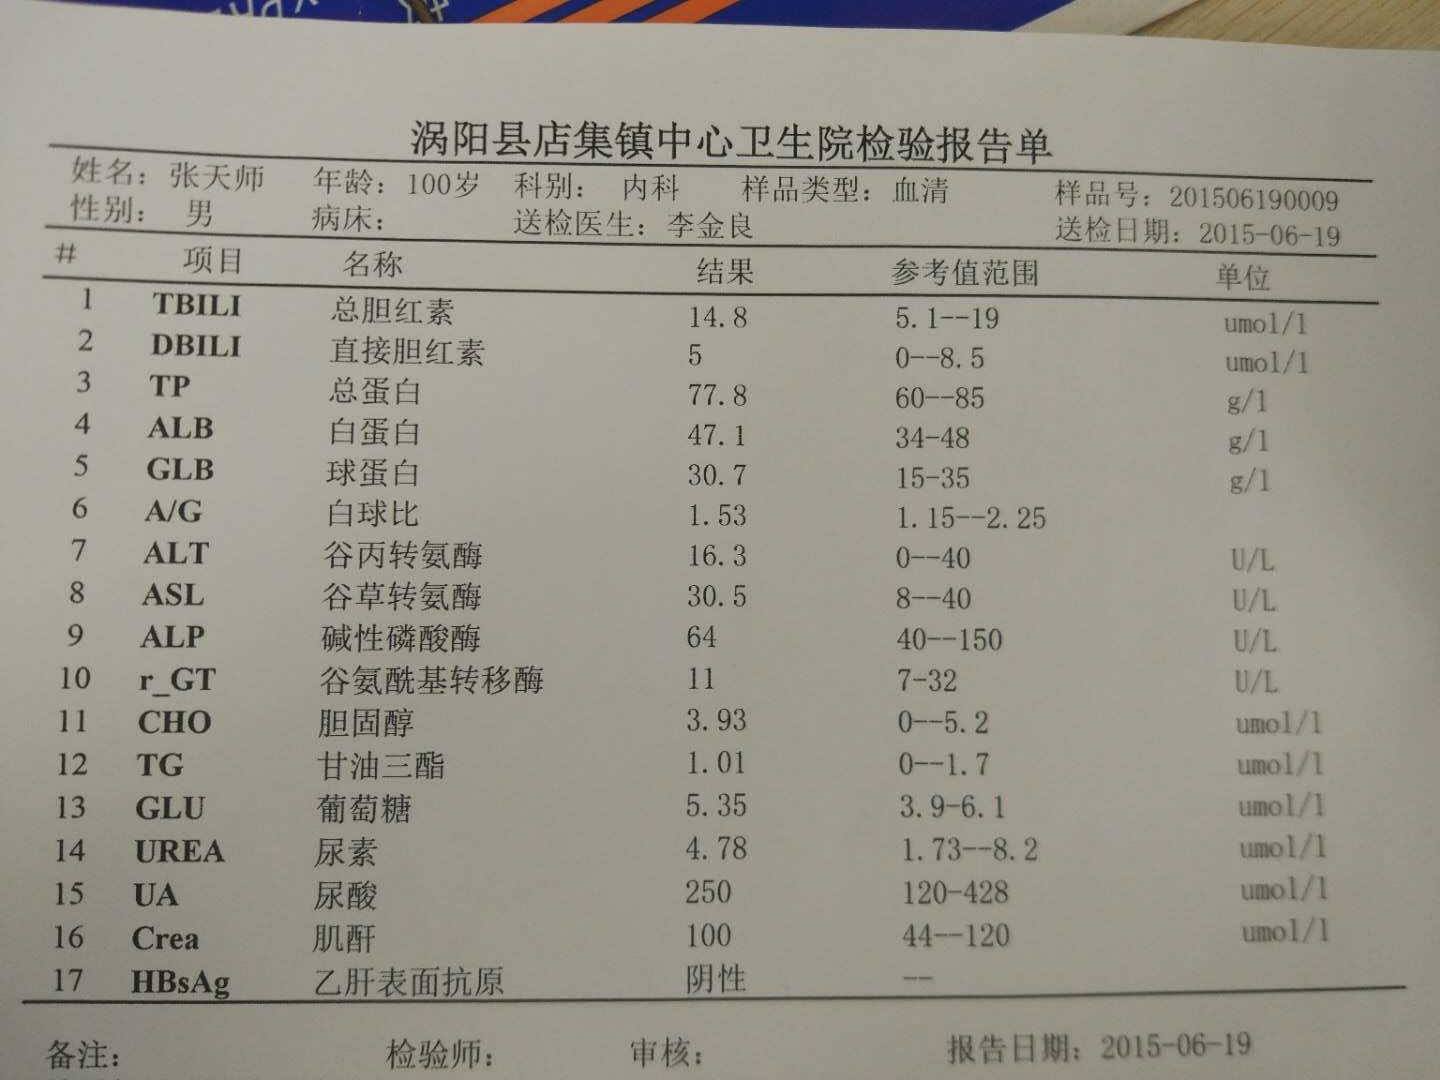 涡阳县店集镇中心卫生院检验报告单
姓名: 张天师 年龄: 100岁 科别: 内科 样品类型: 血清 样品号: 201506190009
性别: 男 病床: 送检医生: 李金良 送检日期: 2015-06-19
# 项目 名称 结果 参考值范围 单位
1 TBILI 总胆红素 14.8 5.1--19 umol/l
2 DBILI 直接胆红素 5 0--8.5 umol/l
3 TP 总蛋白 77.8 60--85 g/l
4 ALB 白蛋白 47.1 34-48 g/l
5 GLB 球蛋白 30.7 15-35 g/l
6 A/G 白球比 1.53 1.15--2.25
7 ALT 谷丙转氨酶 16.3 0--40 U/L
8 ASL 谷草转氨酶 30.5 8--40 U/L
9 ALP 碱性磷酸酶 64 40--150 U/L
10 r_GT 谷氨酰基转移酶 11 7-32 U/L
11 CHO 胆固醇 3.93 0--5.2 umol/l
12 TG 甘油三酯 1.01 0--1.7 umol/l
13 GLU 葡萄糖 5.35 3.9-6.1 umol/l
14 UREA 尿素 4.78 1.73--8.2 umol/l
15 UA 尿酸 250 120-428 umol/l
16 Crea 肌酐 100 44--120 umol/l
17 HBsAg 乙肝表面抗原 阴性 --
备注: 检验师: 审核: 报告日期: 2015-06-19